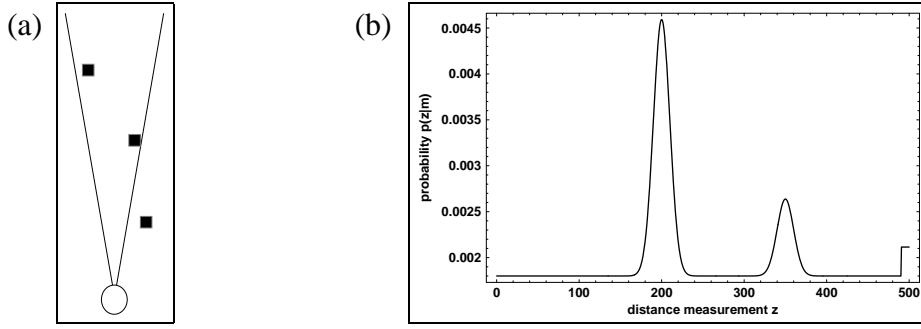 (a)
(b)
0.0045
0.004
0.0035
0.003
0.0025
0.002
probability p(z|m)
0 100 200 300 400 500
distance measurement z